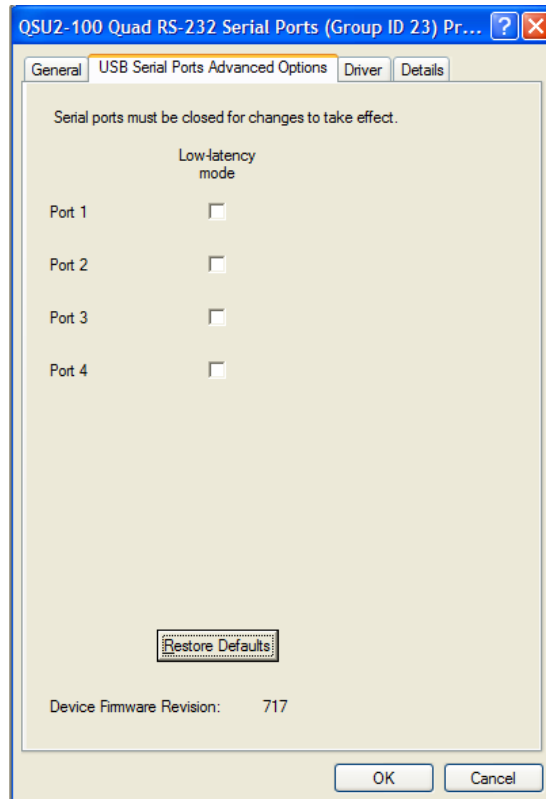 QSU2-100 Quad RS-232 Serial Ports (Group ID 23) Pr...
General
USB Serial Ports Advanced Options
Driver
Details
Serial ports must be closed for changes to take effect.
Low-latency
mode
Port 1
Port 2
Port 3
Port 4
Restore Defaults
Device Firmware Revision: 717
OK
Cancel